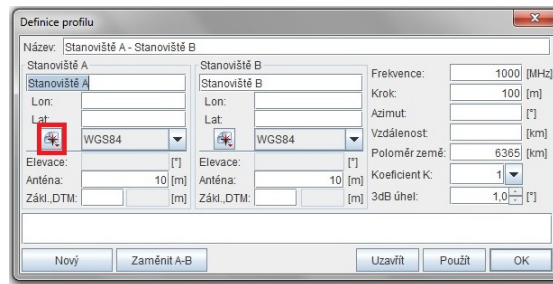 Definice profilu
Název: Stanoviště A - Stanoviště B
Stanoviště A
Stanoviště A
Lon:
Lat:
WGS84
Elevace: [°]
Anténa: 10 [m]
Zákl.,DTM: [m]
Stanoviště B
Stanoviště B
Lon:
Lat:
WGS84
Elevace: [°]
Anténa: 10 [m]
Zákl.,DTM: [m]
Frekvence: 1000 [MHz]
Krok: 100 [m]
Azimut: [°]
Vzdálenost: [km]
Poloměr země: 6365 [km]
Koeficient K: 1
3dB úhel: 1,0 [°]
Nový Zaměnit A-B Uzavřít Použít OK